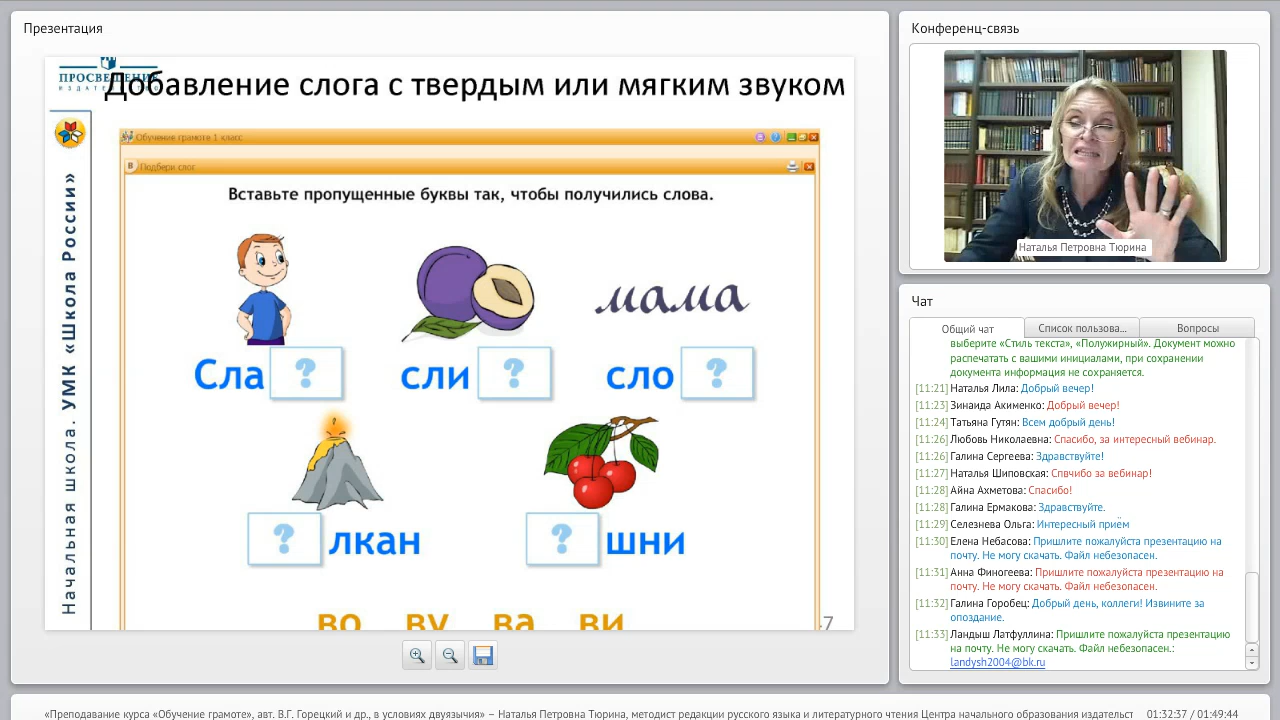 Презентация
ПРОСВЕЩЕНИЕ
ИЗДАТЕЛЬСТВО
Добавление слога с твердым или мягким звуком
Начальная школа. УМК «Школа России»
Обучение грамоте 1 класс
В Подбери слог
Вставьте пропущенные буквы так, чтобы получились слова.
мама
Сла ? сли ? сло ?
? лкан ? шни
во ву ва ви
Конференц-связь
Наталья Петровна Тюрина
Чат
Общий чат Список пользова... Вопросы
выберите «Стиль текста», «Полужирный». Документ можно
распечатать с вашими инициалами, при сохранении
документа информация не сохраняется.
[11:21] Наталья Лила: Добрый вечер!
[11:23] Зинаида Акименко: Добрый вечер!
[11:24] Татьяна Гутян: Всем добрый день!
[11:26] Любовь Николаевна: Спасибо, за интересный вебинар.
[11:26] Галина Сергеева: Здравствуйте!
[11:27] Наталья Шиповская: Спвчибо за вебинар!
[11:28] Айна Ахметова: Спасибо!
[11:28] Галина Ермакова: Здравствуйте.
[11:29] Селезнева Ольга: Интересный приём
[11:30] Елена Небасова: Пришлите пожалуйста презентацию на
почту. Не могу скачать. Файл небезопасен.
[11:31] Анна Финогеева: Пришлите пожалуйста презентацию на
почту. Не могу скачать. Файл небезопасен.
[11:32] Галина Горобец: Добрый день, коллеги! Извините за
опоздание.
[11:33] Ландыш Латфуллина: Пришлите пожалуйста презентацию
на почту. Не могу скачать. Файл небезопасен.:
landysh2004@bk.ru
«Преподавание курса «Обучение грамоте», авт. В.Г. Горецкий и др., в условиях двуязычия» – Наталья Петровна Тюрина, методист редакции русского языка и литературного чтения Центра начального образования издательст 01:32:37 / 01:49:44